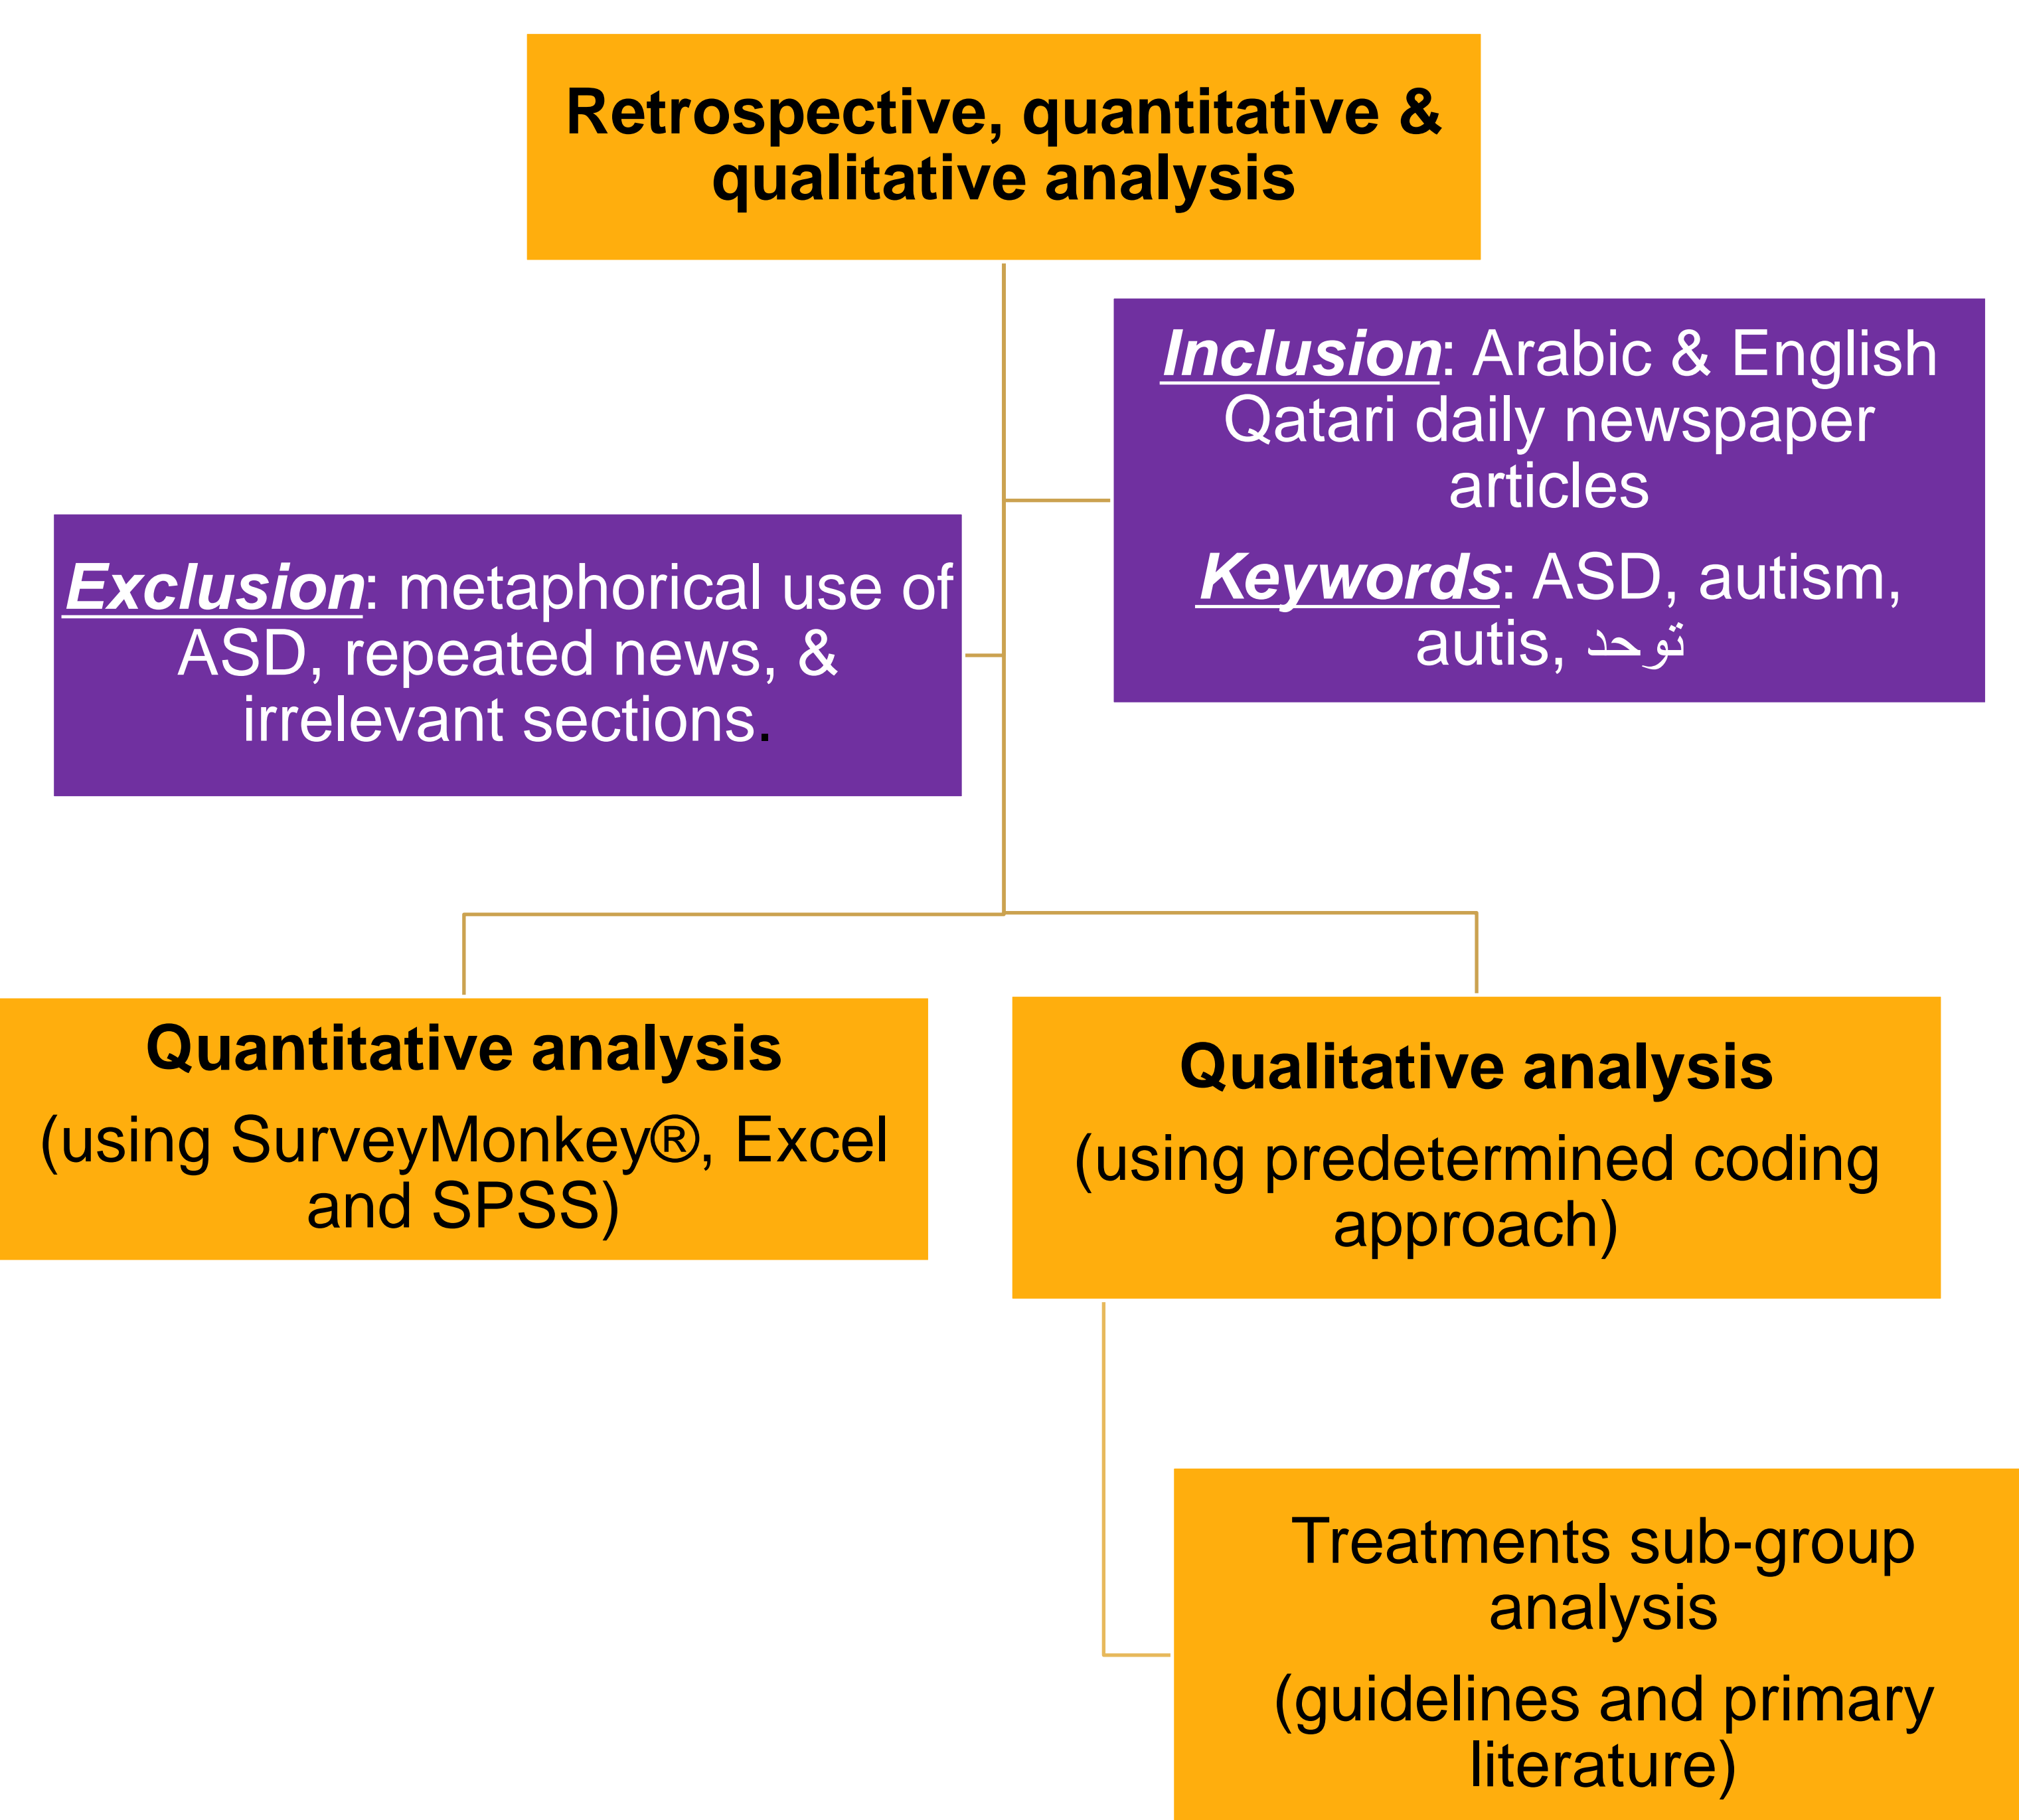 Retrospective, quantitative &
qualitative analysis
Inclusion: Arabic & English
Qatari daily newspaper
articles
Keywords: ASD, autism,
autis, توحد
Exclusion: metaphorical use of
ASD, repeated news, &
irrelevant sections.
Quantitative analysis
(using SurveyMonkey®, Excel
and SPSS)
Qualitative analysis
(using predetermined coding
approach)
Treatments sub-group
analysis
(guidelines and primary
literature)